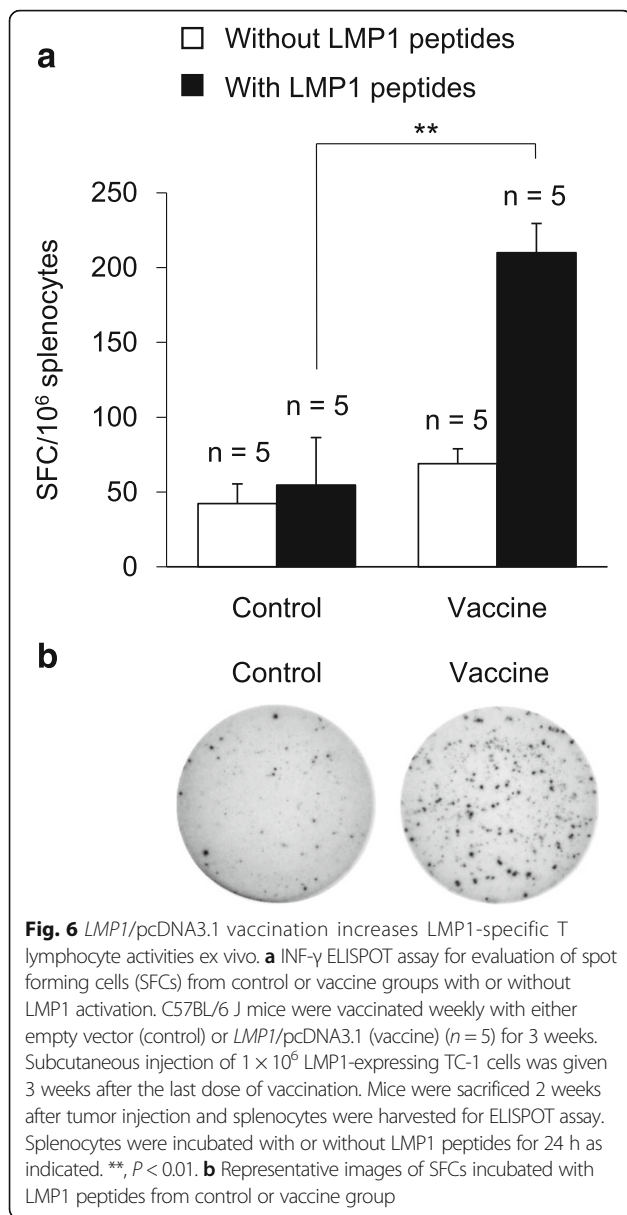 a
Without LMP1 peptides
With LMP1 peptides
**
250
200
150
100
50
0
SFC/10⁶ splenocytes
n = 5
n = 5
n = 5
n = 5
Control
Vaccine
b
Control
Vaccine
Fig. 6 LMP1/pcDNA3.1 vaccination increases LMP1-specific T
lymphocyte activities ex vivo. a INF-γ ELISPOT assay for evaluation of spot
forming cells (SFCs) from control or vaccine groups with or without
LMP1 activation. C57BL/6 J mice were vaccinated weekly with either
empty vector (control) or LMP1/pcDNA3.1 (vaccine) (n = 5) for 3 weeks.
Subcutaneous injection of 1 × 10⁶ LMP1-expressing TC-1 cells was given
3 weeks after the last dose of vaccination. Mice were sacrificed 2 weeks
after tumor injection and splenocytes were harvested for ELISPOT assay.
Splenocytes were incubated with or without LMP1 peptides for 24 h as
indicated. **, P < 0.01. b Representative images of SFCs incubated with
LMP1 peptides from control or vaccine group